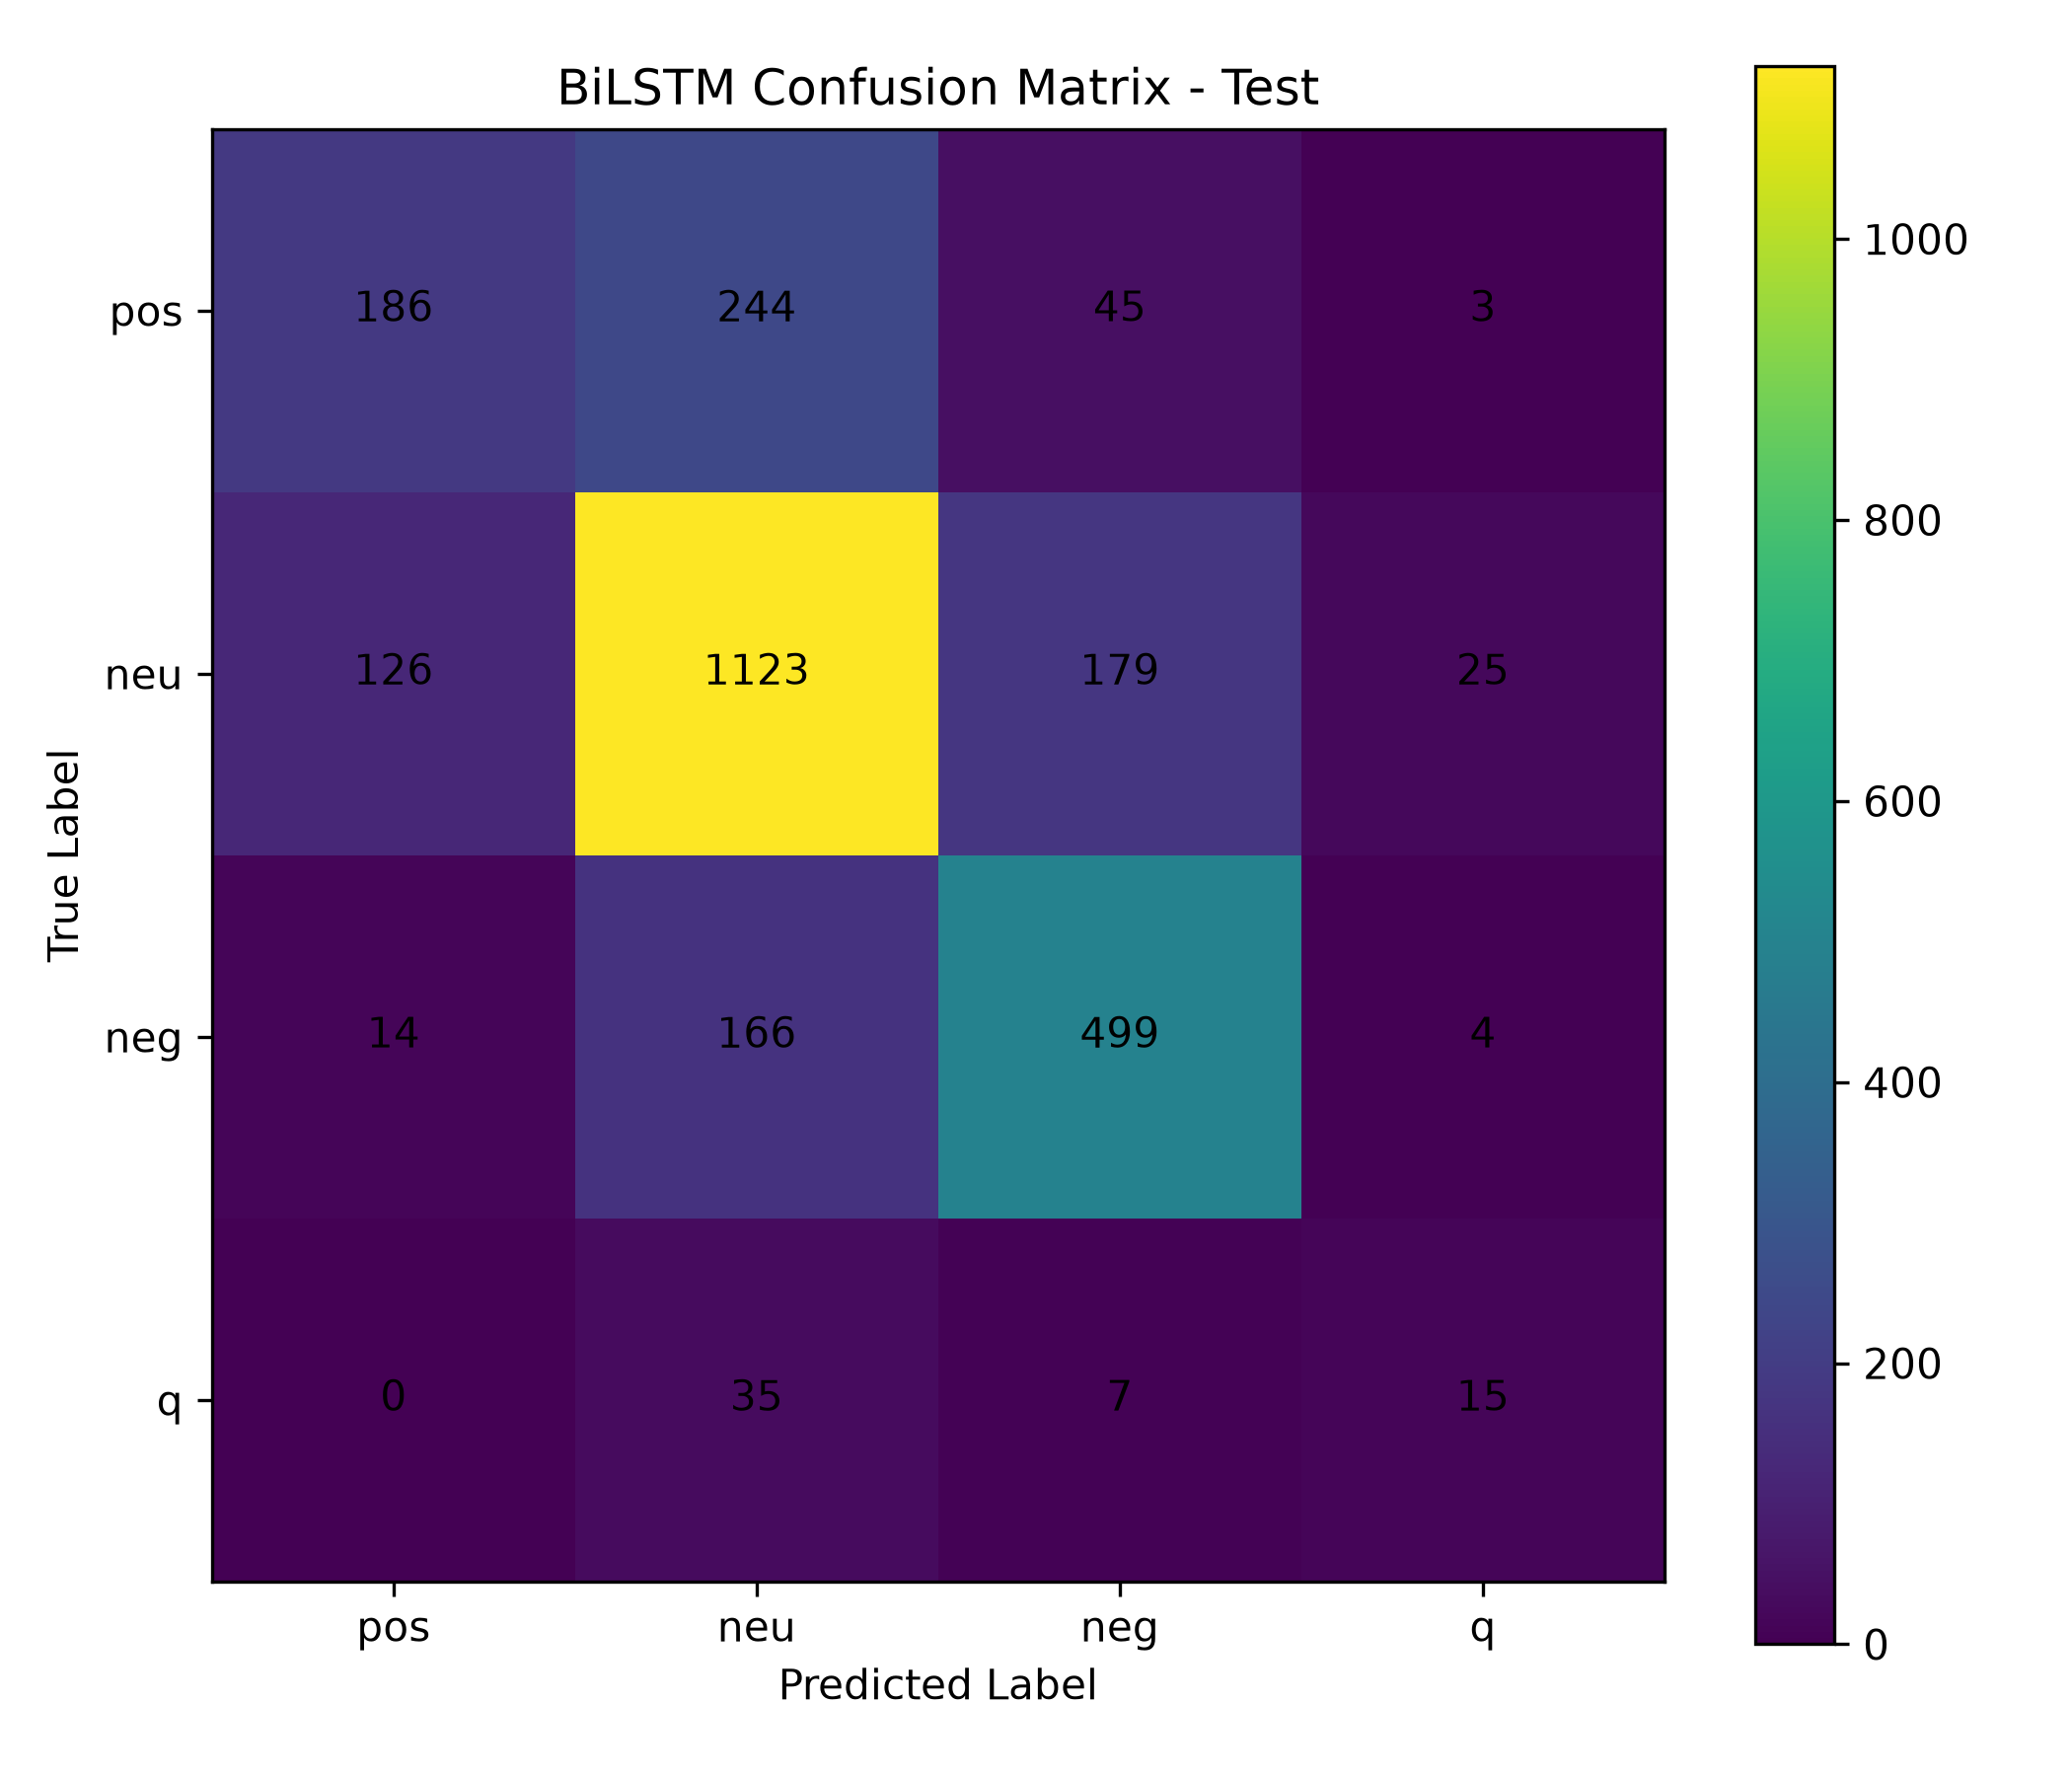 BiLSTM Confusion Matrix - Test
pos 186 244 45 3
neu 126 1123 179 25
neg 14 166 499 4
q 0 35 7 15
pos neu neg q
Predicted Label
True Label
1000
800
600
400
200
0